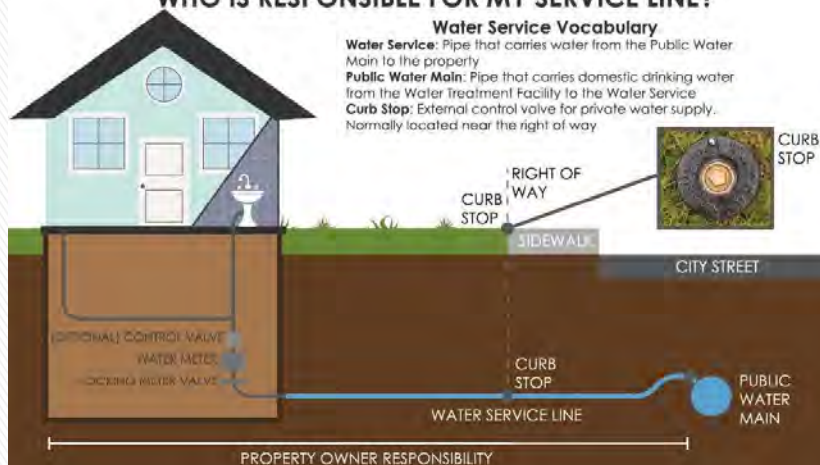 WHO IS RESPONSIBLE FOR MY SERVICE LINE?
Water Service Vocabulary
Water Service: Pipe that carries water from the Public Water
Main to the property
Public Water Main: Pipe that carries domestic drinking water
from the Water Treatment Facility to the Water Service
Curb Stop: External control valve for private water supply.
Normally located near the right of way
CURB
STOP
RIGHT OF
WAY
CURB
STOP
SIDEWALK
CITY STREET
(OPTIONAL) CONTROL VALVE
WATER METER
LOCKING METER VALVE
CURB
STOP
PUBLIC
WATER
MAIN
WATER SERVICE LINE
PROPERTY OWNER RESPONSIBILITY